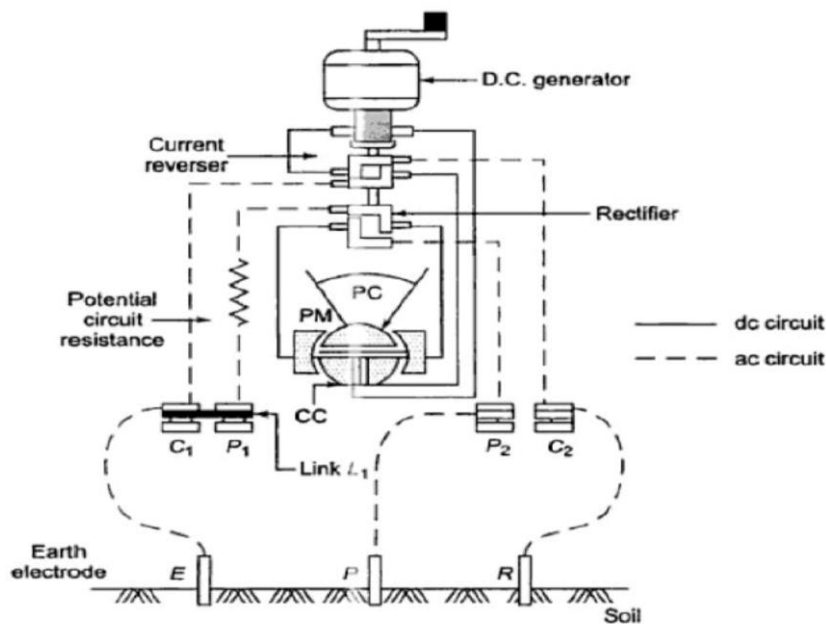 D.C. generator
Current
reverser
Rectifier
Potential
circuit
resistance
PC
PM
dc circuit
ac circuit
CC
C₁
P₁
P₂
C₂
Link L₁
Earth
electrode
E
P
R
Soil